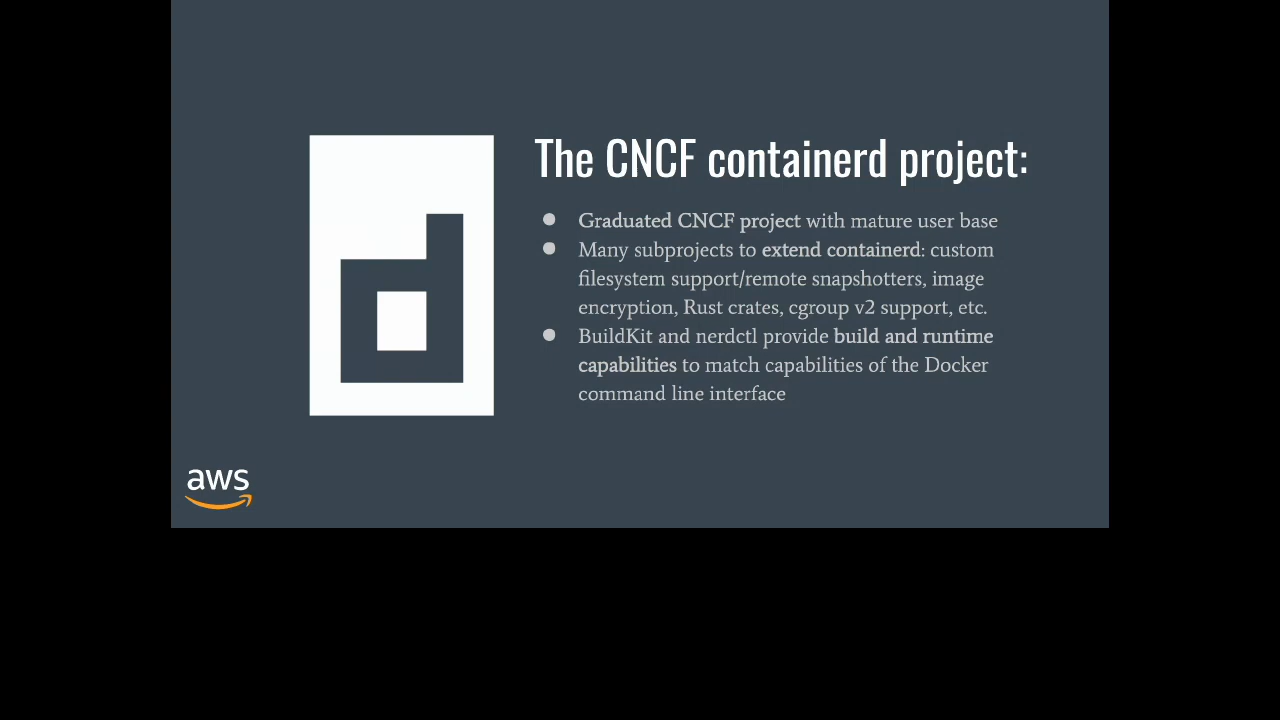 The CNCF containerd project:
● Graduated CNCF project with mature user base
● Many subprojects to extend containerd: custom
filesystem support/remote snapshotters, image
encryption, Rust crates, cgroup v2 support, etc.
● BuildKit and nerdctl provide build and runtime
capabilities to match capabilities of the Docker
command line interface
aws